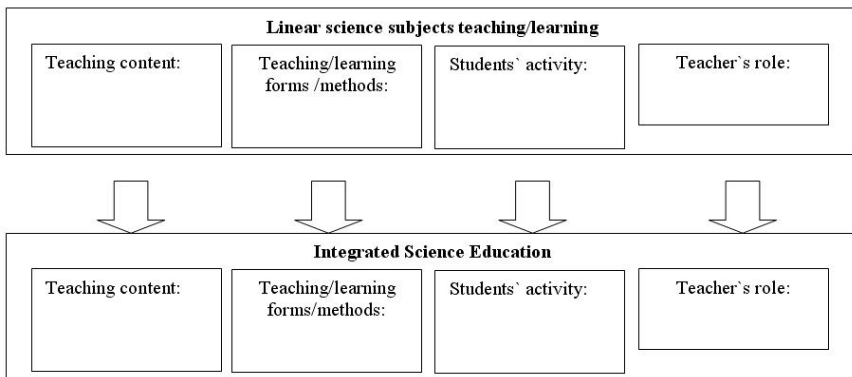 Linear science subjects teaching/learning
Teaching content:
Teaching/learning
forms /methods:
Students` activity:
Teacher`s role:
Integrated Science Education
Teaching content:
Teaching/learning
forms/methods:
Students` activity:
Teacher`s role: